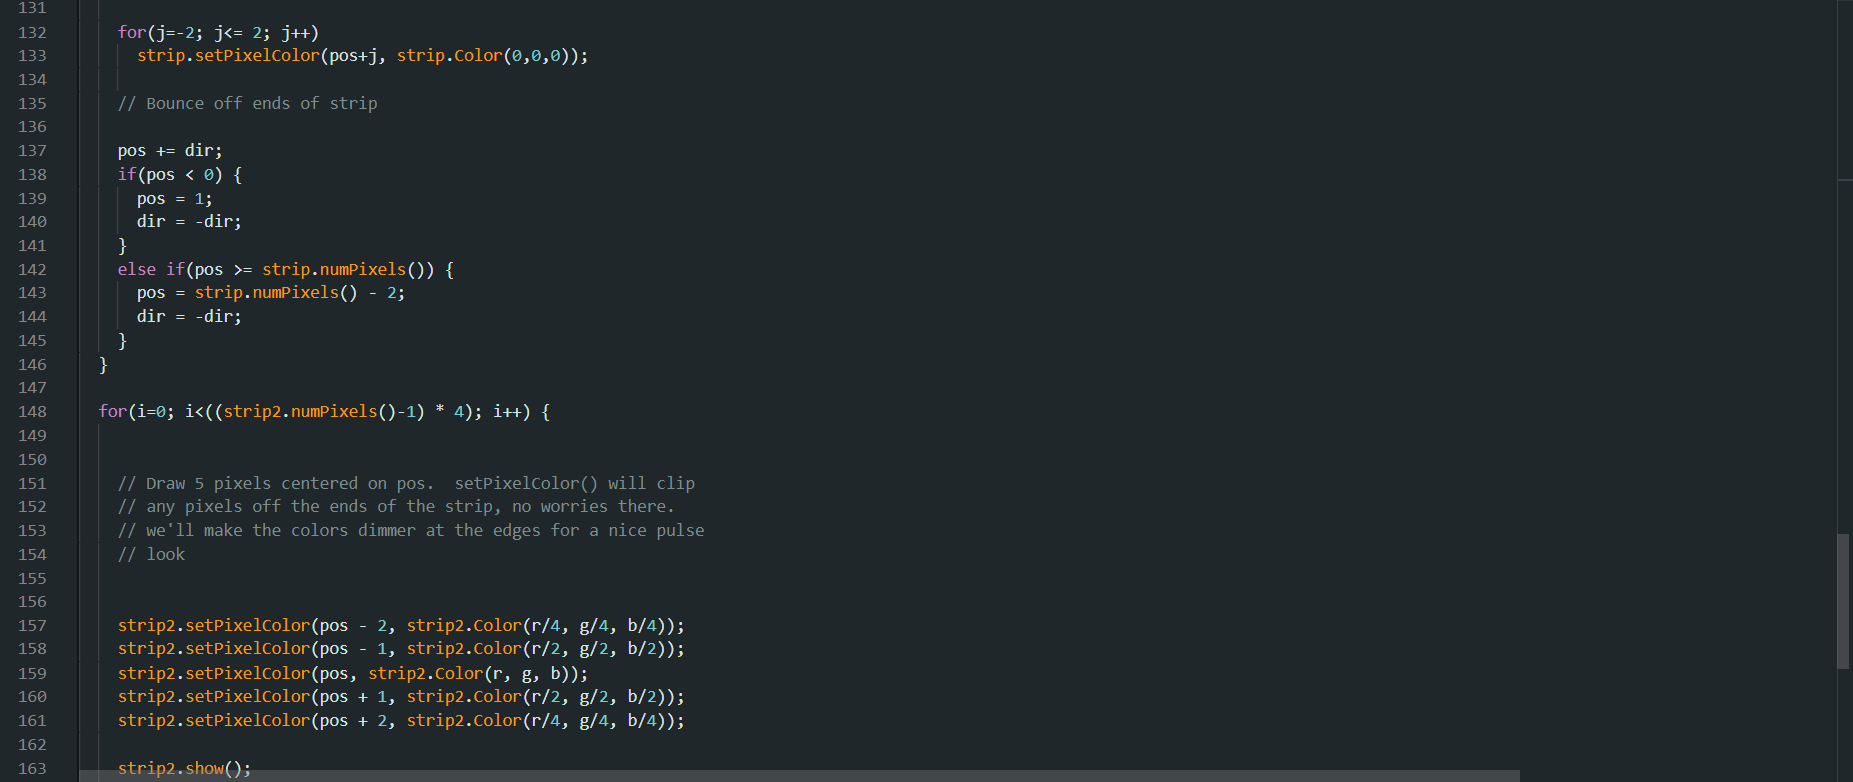 131
132 for(j=-2; j<= 2; j++)
133 strip.setPixelColor(pos+j, strip.Color(0,0,0));
134
135 // Bounce off ends of strip
136
137 pos += dir;
138 if(pos < 0) {
139 pos = 1;
140 dir = -dir;
141 }
142 else if(pos >= strip.numPixels()) {
143 pos = strip.numPixels() - 2;
144 dir = -dir;
145 }
146 }
147
148 for(i=0; i<((strip2.numPixels()-1) * 4); i++) {
149
150
151 // Draw 5 pixels centered on pos.  setPixelColor() will clip
152 // any pixels off the ends of the strip, no worries there.
153 // we'll make the colors dimmer at the edges for a nice pulse
154 // look
155
156
157 strip2.setPixelColor(pos - 2, strip2.Color(r/4, g/4, b/4));
158 strip2.setPixelColor(pos - 1, strip2.Color(r/2, g/2, b/2));
159 strip2.setPixelColor(pos, strip2.Color(r, g, b));
160 strip2.setPixelColor(pos + 1, strip2.Color(r/2, g/2, b/2));
161 strip2.setPixelColor(pos + 2, strip2.Color(r/4, g/4, b/4));
162
163 strip2.show();